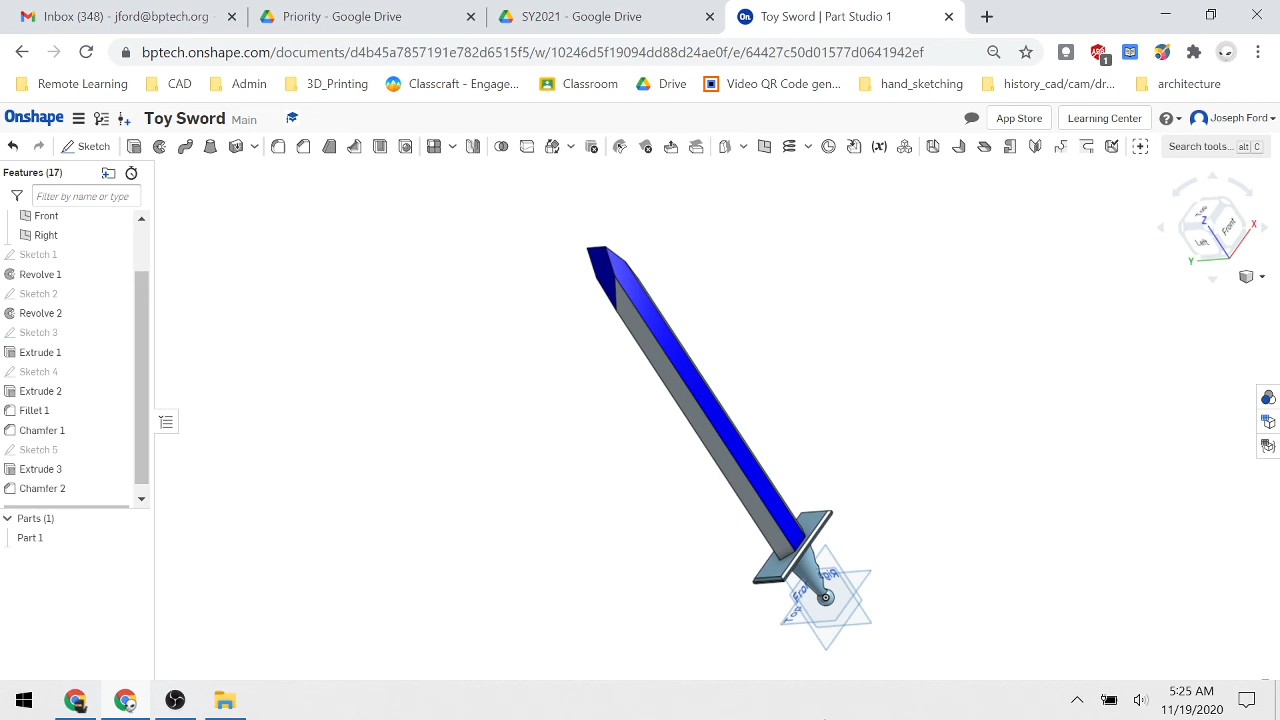 Inbox (348) - jford@bptech.org
Priority - Google Drive
SY2021 - Google Drive
Toy Sword | Part Studio 1
bptech.onshape.com/documents/d4b45a7857191e782f6515f5/w/10246d5f19094dd88d24ae0f/e/64427c50d01577d0641942ef
1
Remote Learning
CAD
Admin
3D_Printing
Classcraft - Engage...
Classroom
Drive
Video QR Code gen...
hand_sketching
history_cad/cam/dr...
architecture
Onshape
Toy Sword Main
App Store
Learning Center
Joseph Ford
Sketch
(x)
Search tools... alt C
Features (17)
Filter by name or type
Front
Right
Sketch 1
Revolve 1
Sketch 2
Revolve 2
Sketch 3
Extrude 1
Sketch 4
Extrude 2
Fillet 1
Chamfer 1
Sketch 5
Extrude 3
Chamfer 2
Parts (1)
Part 1
Top
Front
Left
Z
X
Y
Top
5:25 AM
11/19/2020